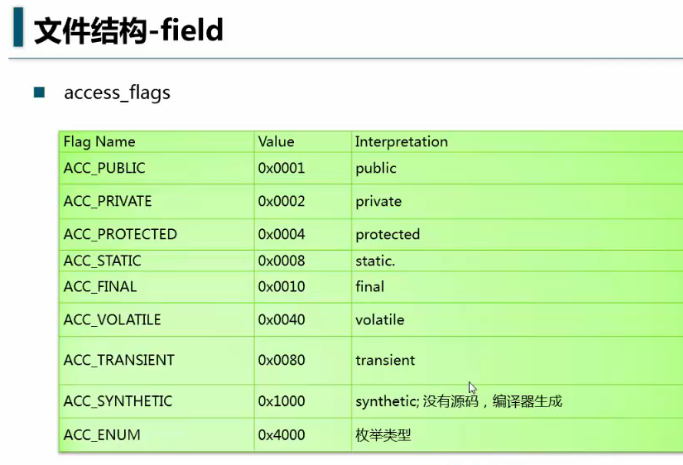 文件结构-field
access_flags
Flag Name Value Interpretation
ACC_PUBLIC 0x0001 public
ACC_PRIVATE 0x0002 private
ACC_PROTECTED 0x0004 protected
ACC_STATIC 0x0008 static.
ACC_FINAL 0x0010 final
ACC_VOLATILE 0x0040 volatile
ACC_TRANSIENT 0x0080 transient
ACC_SYNTHETIC 0x1000 synthetic; 没有源码，编译器生成
ACC_ENUM 0x4000 枚举类型